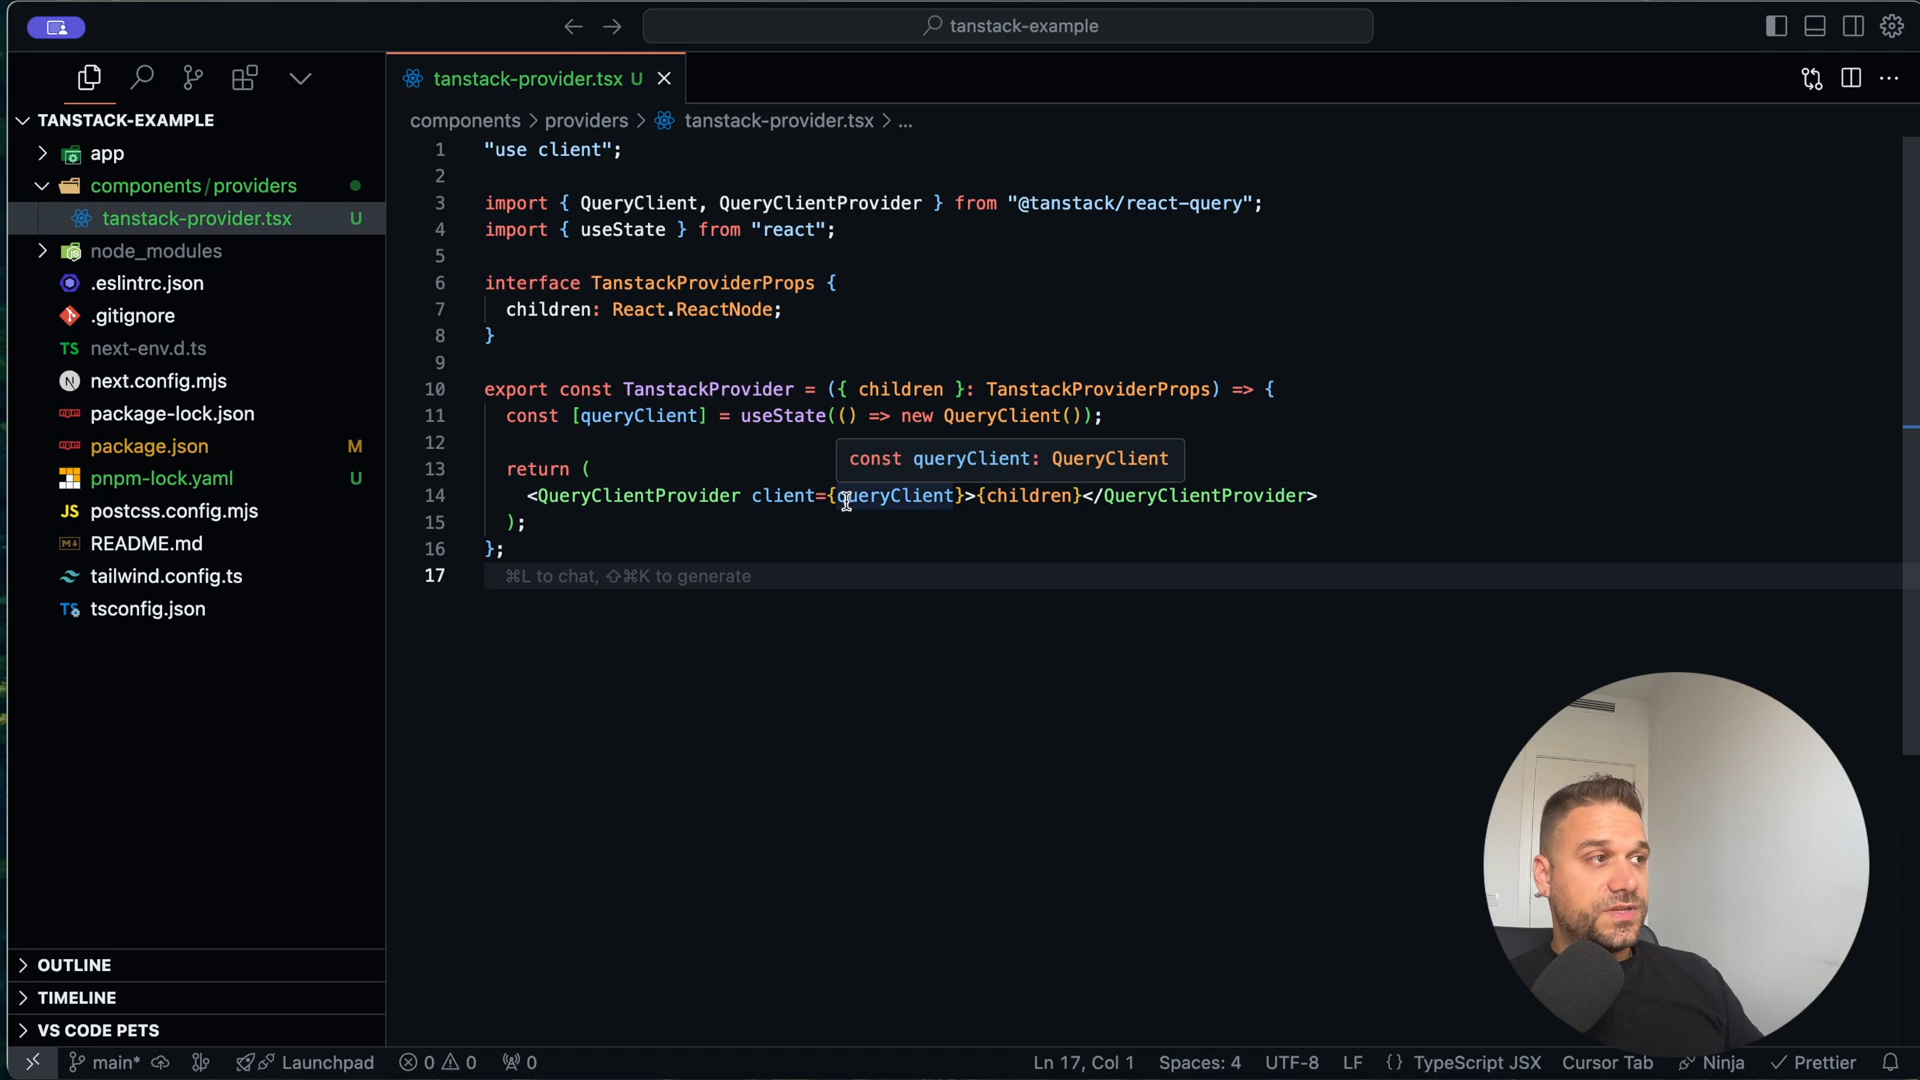 tanstack-example
tanstack-provider.tsx U
TANSTACK-EXAMPLE
app
components/providers
tanstack-provider.tsx U
node_modules
.eslintrc.json
.gitignore
TS next-env.d.ts
N next.config.mjs
package-lock.json
package.json M
pnpm-lock.yaml U
JS postcss.config.mjs
README.md
tailwind.config.ts
TS tsconfig.json
OUTLINE
TIMELINE
VS CODE PETS
components > providers > tanstack-provider.tsx > ...
1 "use client";
2
3 import { QueryClient, QueryClientProvider } from "@tanstack/react-query";
4 import { useState } from "react";
5
6 interface TanstackProviderProps {
7 children: React.ReactNode;
8 }
9
10 export const TanstackProvider = ({ children }: TanstackProviderProps) => {
11 const [queryClient] = useState(() => new QueryClient());
12
const queryClient: QueryClient
13 return (
14 <QueryClientProvider client={queryClient}>{children}</QueryClientProvider>
15 );
16 };
17 ⌘L to chat, ⇧⌘K to generate
main* Launchpad 0 0 0 Ln 17, Col 1 Spaces: 4 UTF-8 LF {} TypeScript JSX Cursor Tab Ninja Prettier